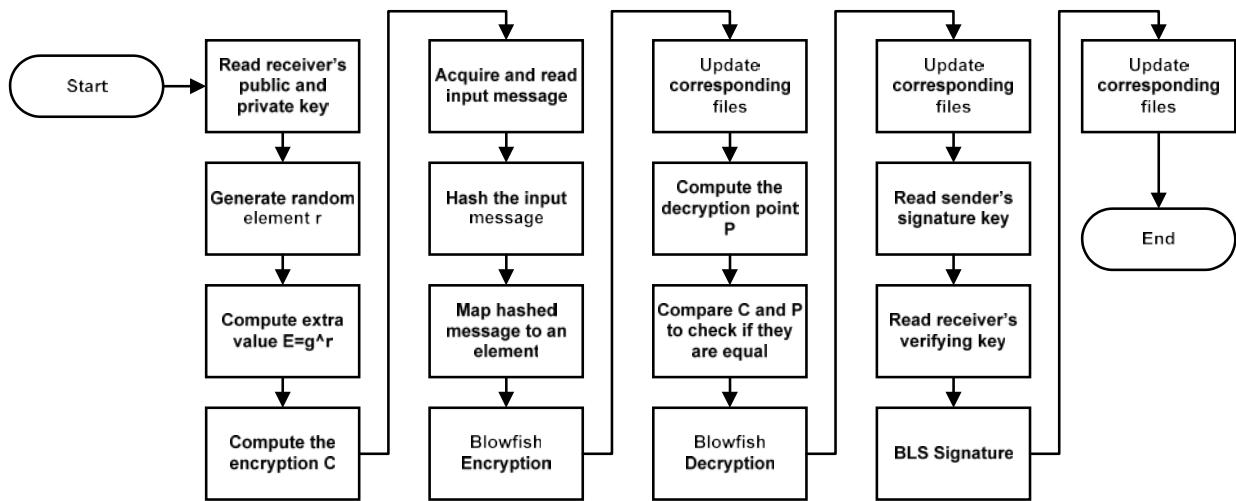 Start
Read receiver's
public and
private key
Generate random
element r
Compute extra
value E=g^r
Compute the
encryption C
Acquire and read
input message
Hash the input
message
Map hashed
message to an
element
Blowfish
Encryption
Update
corresponding
files
Compute the
decryption point
P
Compare C and P
to check if they
are equal
Blowfish
Decryption
Update
corresponding
files
Read sender's
signature key
Read receiver's
verifying key
BLS Signature
Update
corresponding
files
End